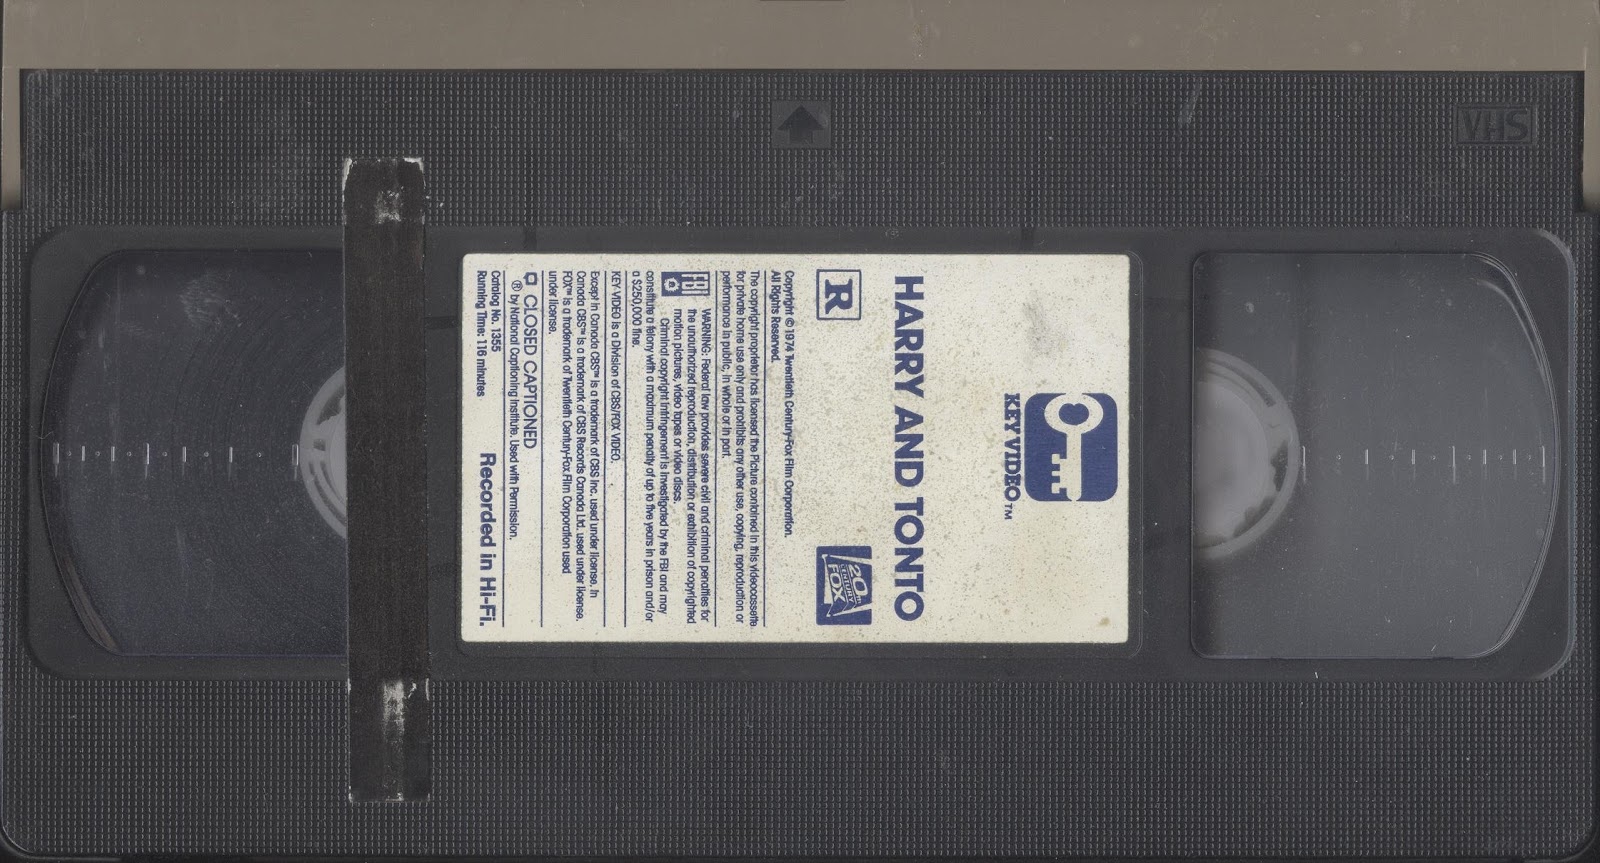 VHS
KEY VIDEO™
HARRY AND TONTO
R
20th
CENTURY
FOX
Copyright © 1974 Twentieth Century-Fox Film Corporation.
All Rights Reserved.
The copyright proprietor has licensed the Picture contained in this videocassette
for private home use only and prohibits any other use, copying, reproduction or
performance in public, in whole or in part.
FBI
WARNING: Federal law provides severe civil and criminal penalties for
the unauthorized reproduction, distribution or exhibition of copyrighted
motion pictures, video tapes or video discs.
Criminal copyright infringement is investigated by the FBI and may
constitute a felony with a maximum penalty of up to five years in prison and/or
a $250,000 fine.
KEY VIDEO is a Division of CBS/FOX VIDEO.
Except in Canada CBS™ is a trademark of CBS Inc. used under license. In
Canada CBS™ is a trademark of CBS Records Canada Ltd. used under license.
FOX™ is a trademark of Twentieth Century-Fox Film Corporation used
under license.
CLOSED CAPTIONED
® by National Captioning Institute. Used with Permission.
Catalog No. 1355
Running Time: 116 minutes
Recorded in Hi-Fi.